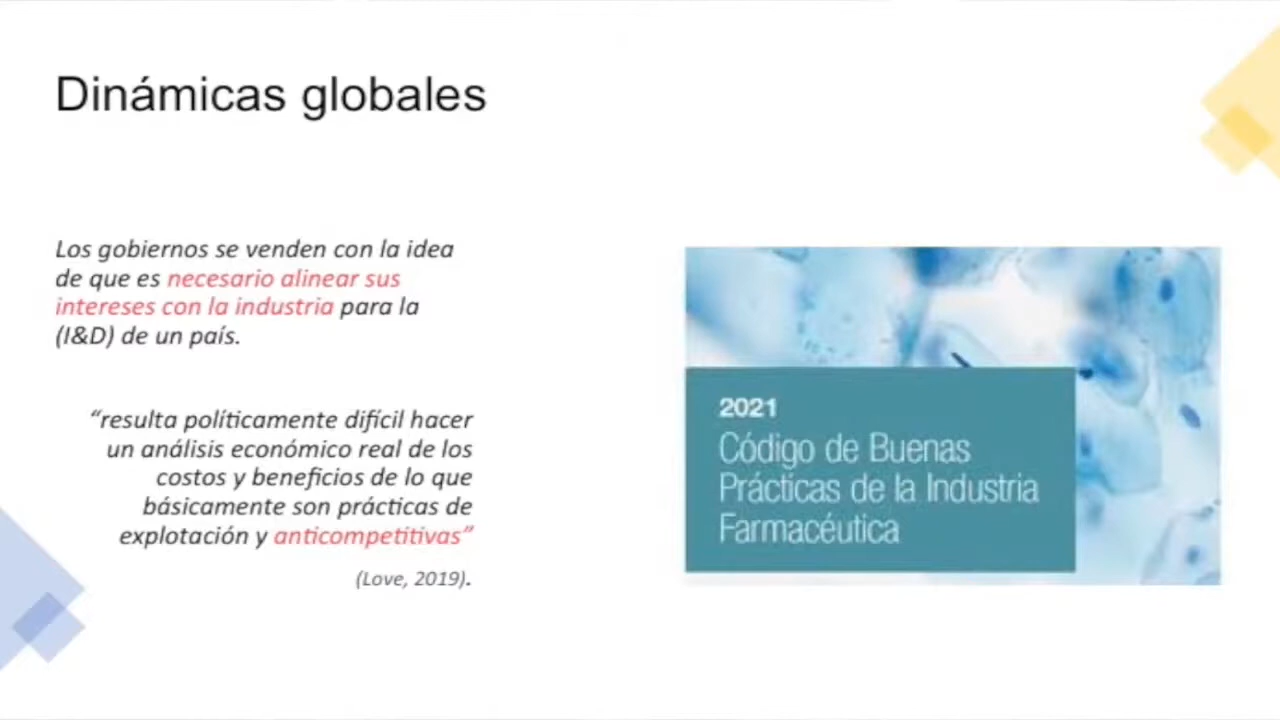 Dinámicas globales
Los gobiernos se venden con la idea
de que es necesario alinear sus
intereses con la industria para la
(I&D) de un país.
“resulta políticamente difícil hacer
un análisis económico real de los
costos y beneficios de lo que
básicamente son prácticas de
explotación y anticompetitivas”
(Love, 2019).
2021
Código de Buenas
Prácticas de la Industria
Farmacéutica